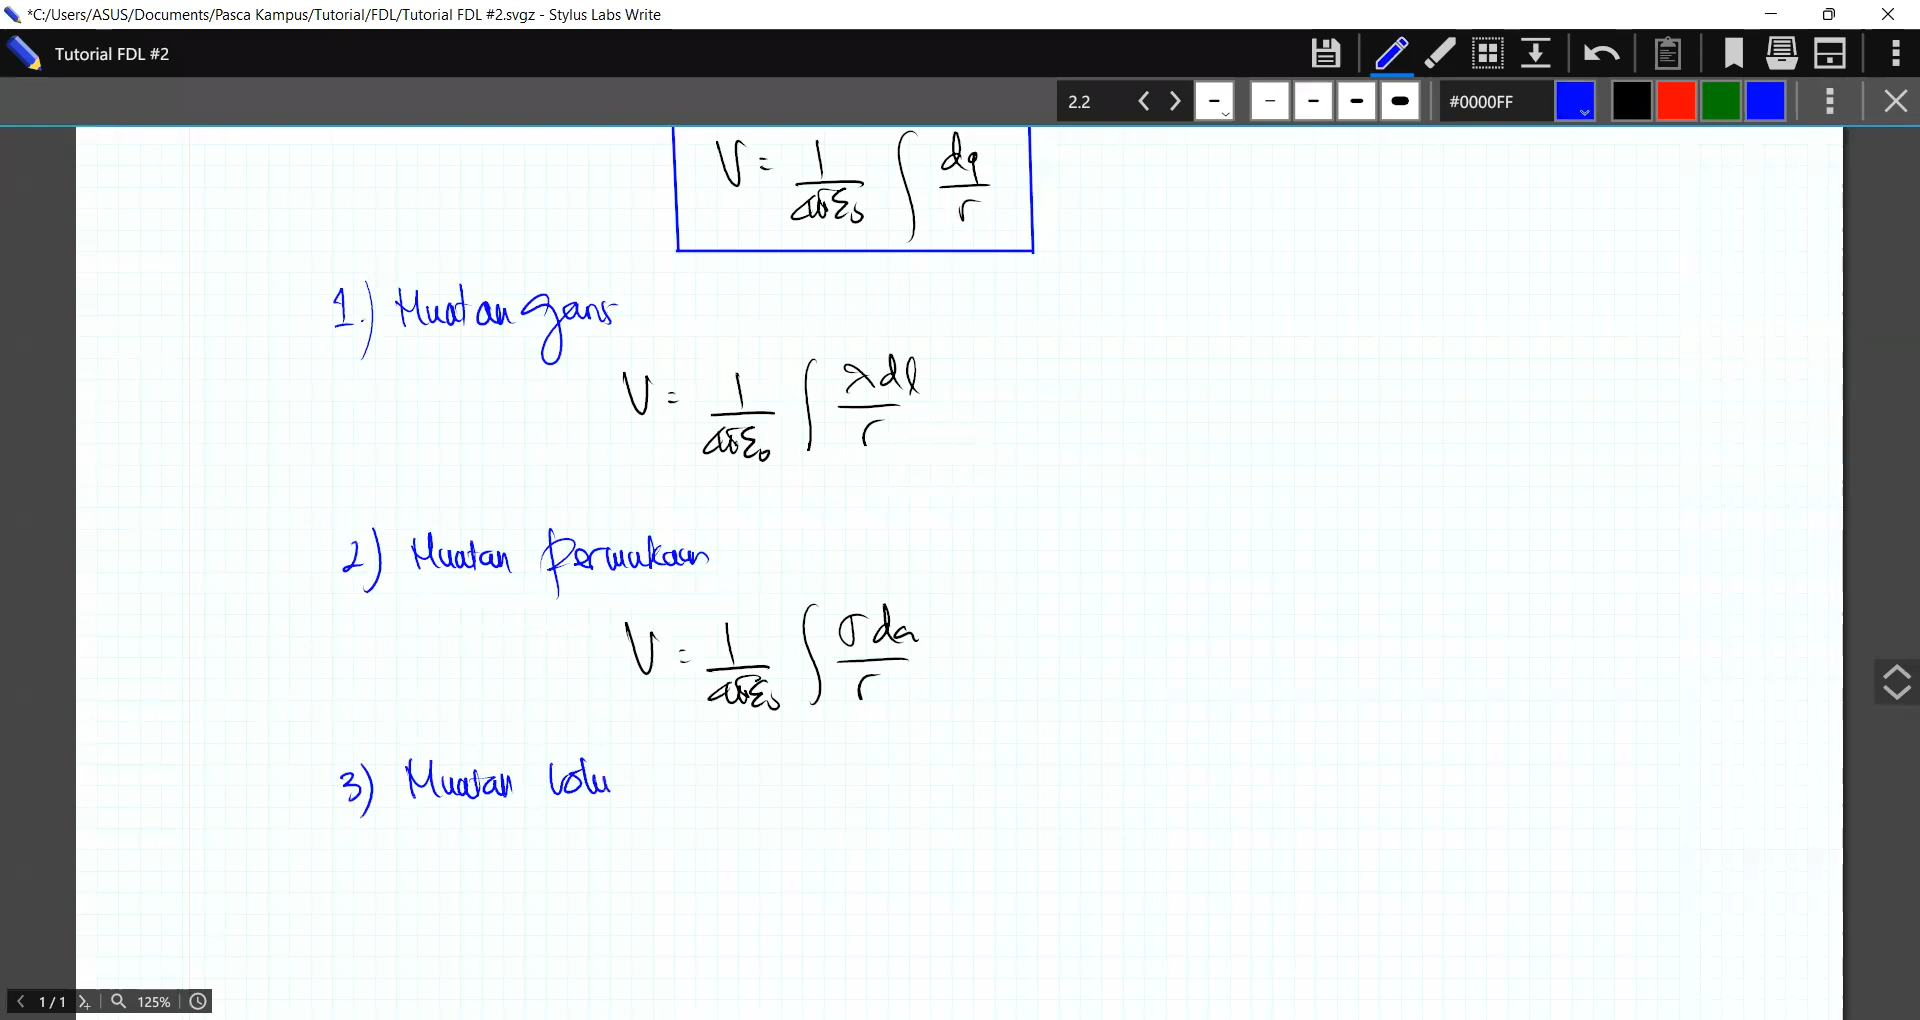 *C:/Users/ASUS/Documents/Pasca Kampus/Tutorial/FDL/Tutorial FDL #2.svgz - Stylus Labs Write
Tutorial FDL #2
2.2
#0000FF
V = 1/4πε₀ ∫ dq/r
1.) Muatan garis
V = 1/4πε₀ ∫ λdl/r
2) Muatan permukaan
V = 1/4πε₀ ∫ σda/r
3) Muatan volu
1 / 1
125%